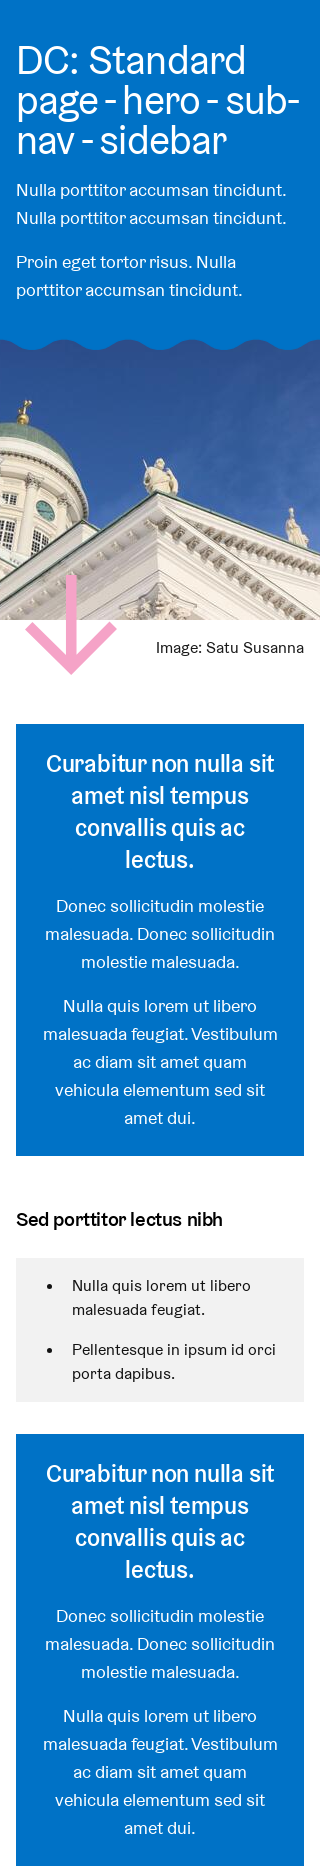 DC: Standard
page - hero - sub-
nav - sidebar
Nulla porttitor accumsan tincidunt.
Nulla porttitor accumsan tincidunt.
Proin eget tortor risus. Nulla
porttitor accumsan tincidunt.
Image: Satu Susanna
Curabitur non nulla sit
amet nisl tempus
convallis quis ac
lectus.
Donec sollicitudin molestie
malesuada. Donec sollicitudin
molestie malesuada.
Nulla quis lorem ut libero
malesuada feugiat. Vestibulum
ac diam sit amet quam
vehicula elementum sed sit
amet dui.
Sed porttitor lectus nibh
• Nulla quis lorem ut libero
malesuada feugiat.
• Pellentesque in ipsum id orci
porta dapibus.
Curabitur non nulla sit
amet nisl tempus
convallis quis ac
lectus.
Donec sollicitudin molestie
malesuada. Donec sollicitudin
molestie malesuada.
Nulla quis lorem ut libero
malesuada feugiat. Vestibulum
ac diam sit amet quam
vehicula elementum sed sit
amet dui.